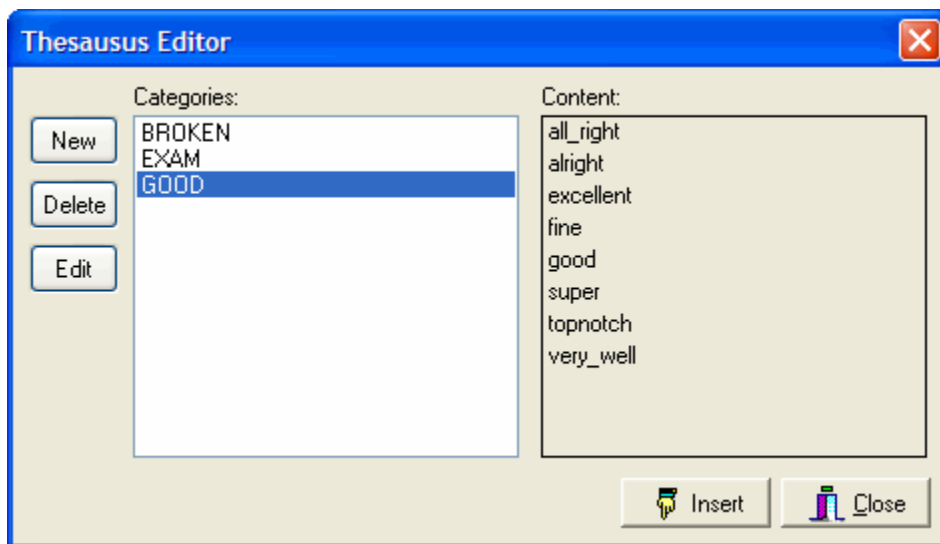 Thesausus Editor
Categories:
Content:
New
Delete
Edit
BROKEN
EXAM
GOOD
all_right
alright
excellent
fine
good
super
topnotch
very_well
Insert
Close